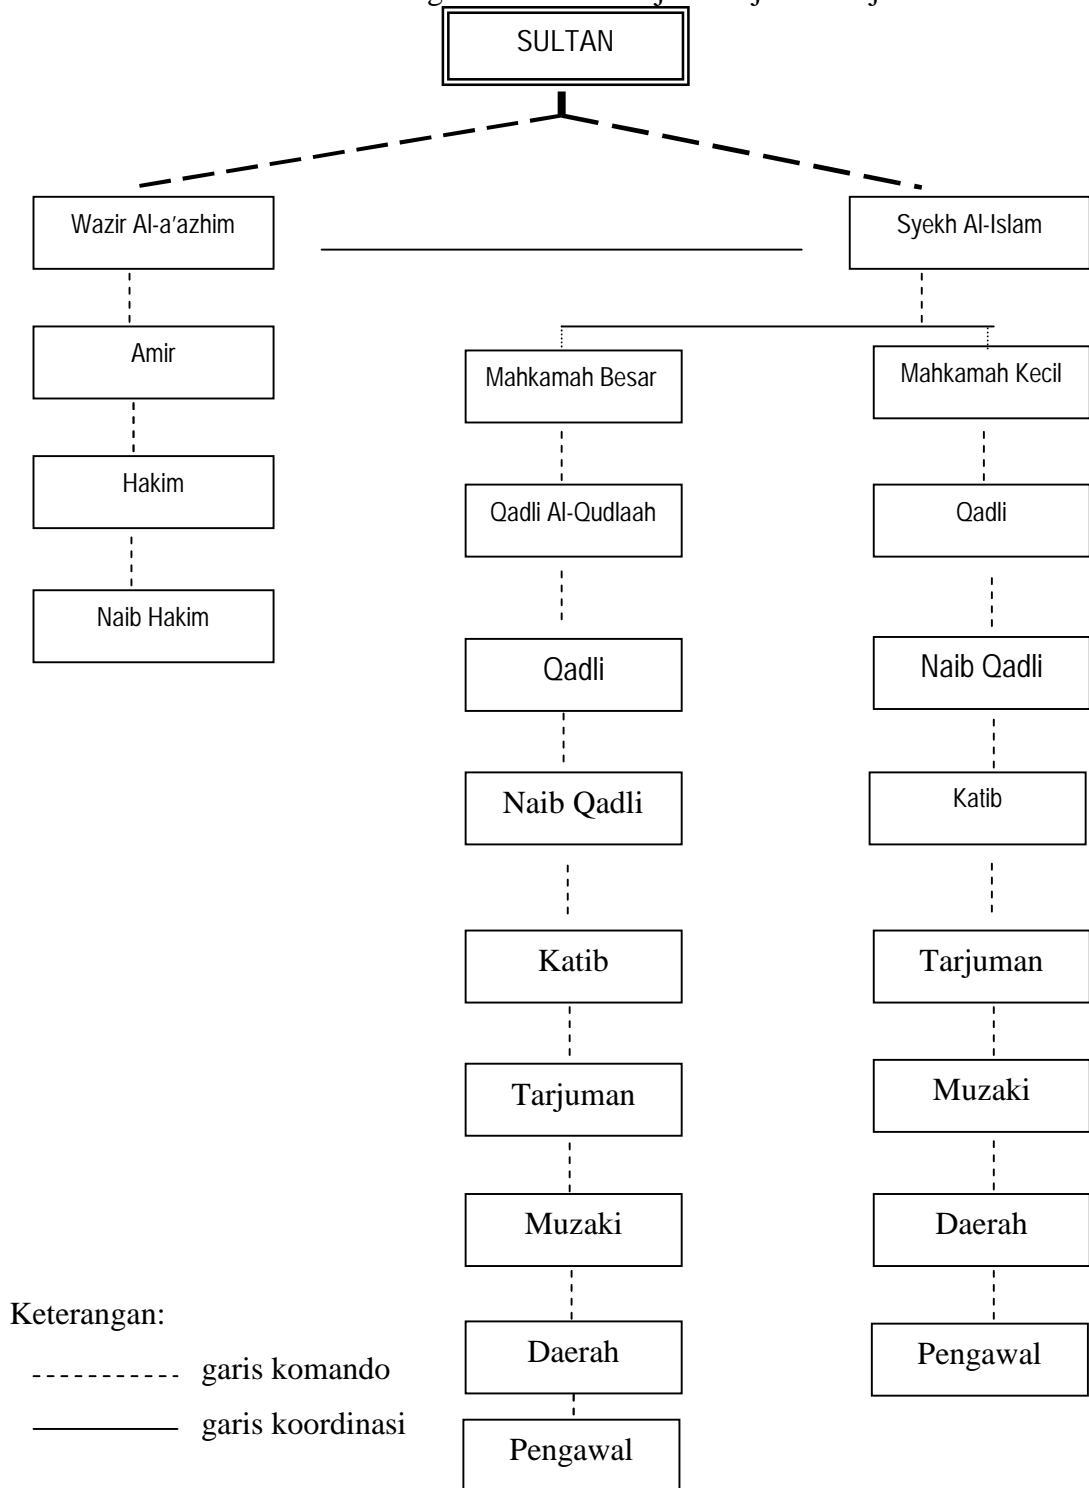 SULTAN
Wazir Al-a'azhim
Syekh Al-Islam
Amir
Mahkamah Besar
Mahkamah Kecil
Hakim
Qadli Al-Qudlaah
Qadli
Naib Hakim
Qadli
Naib Qadli
Naib Qadli
Katib
Katib
Tarjuman
Tarjuman
Muzaki
Muzaki
Daerah
Keterangan:
Daerah
Pengawal
garis komando
garis koordinasi
Pengawal